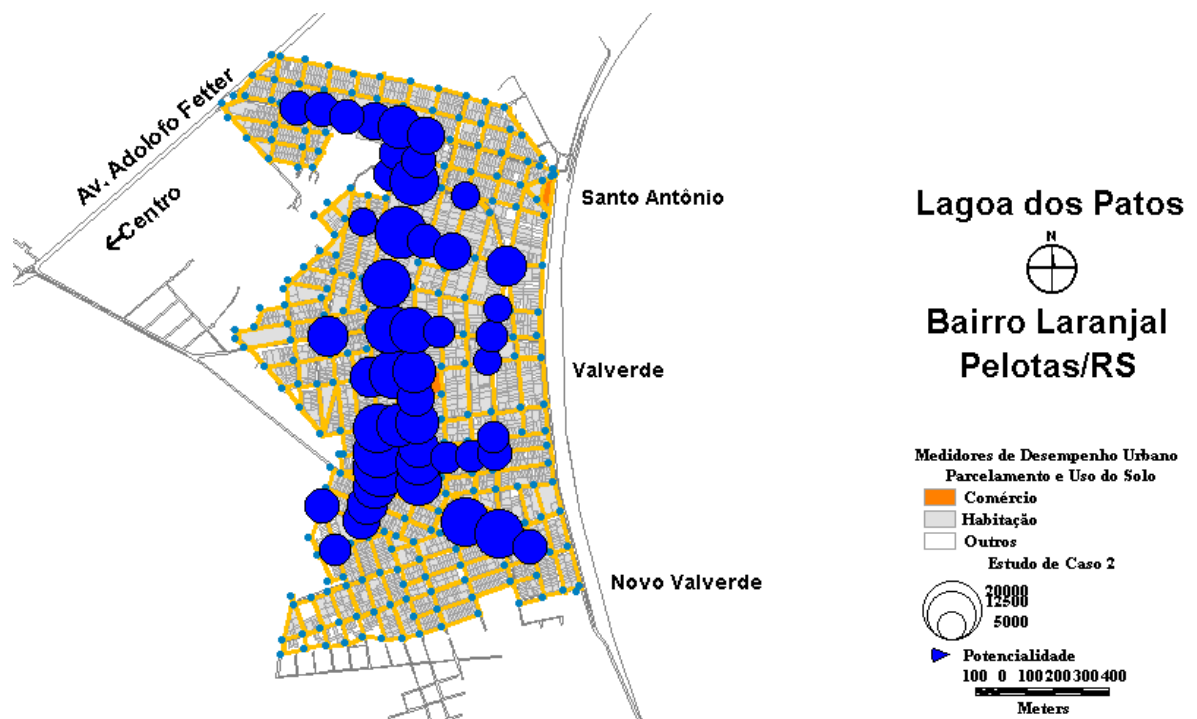 Av. Adolofo Fetter
←Centro
Santo Antônio
Valverde
Novo Valverde
Lagoa dos Patos
N
Bairro Laranjal
Pelotas/RS
Medidores de Desempenho Urbano
Parcelamento e Uso do Solo
Comércio
Habitação
Outros
Estudo de Caso 2
20000
12500
5000
Potencialidade
100 0 100 200 300 400
Meters